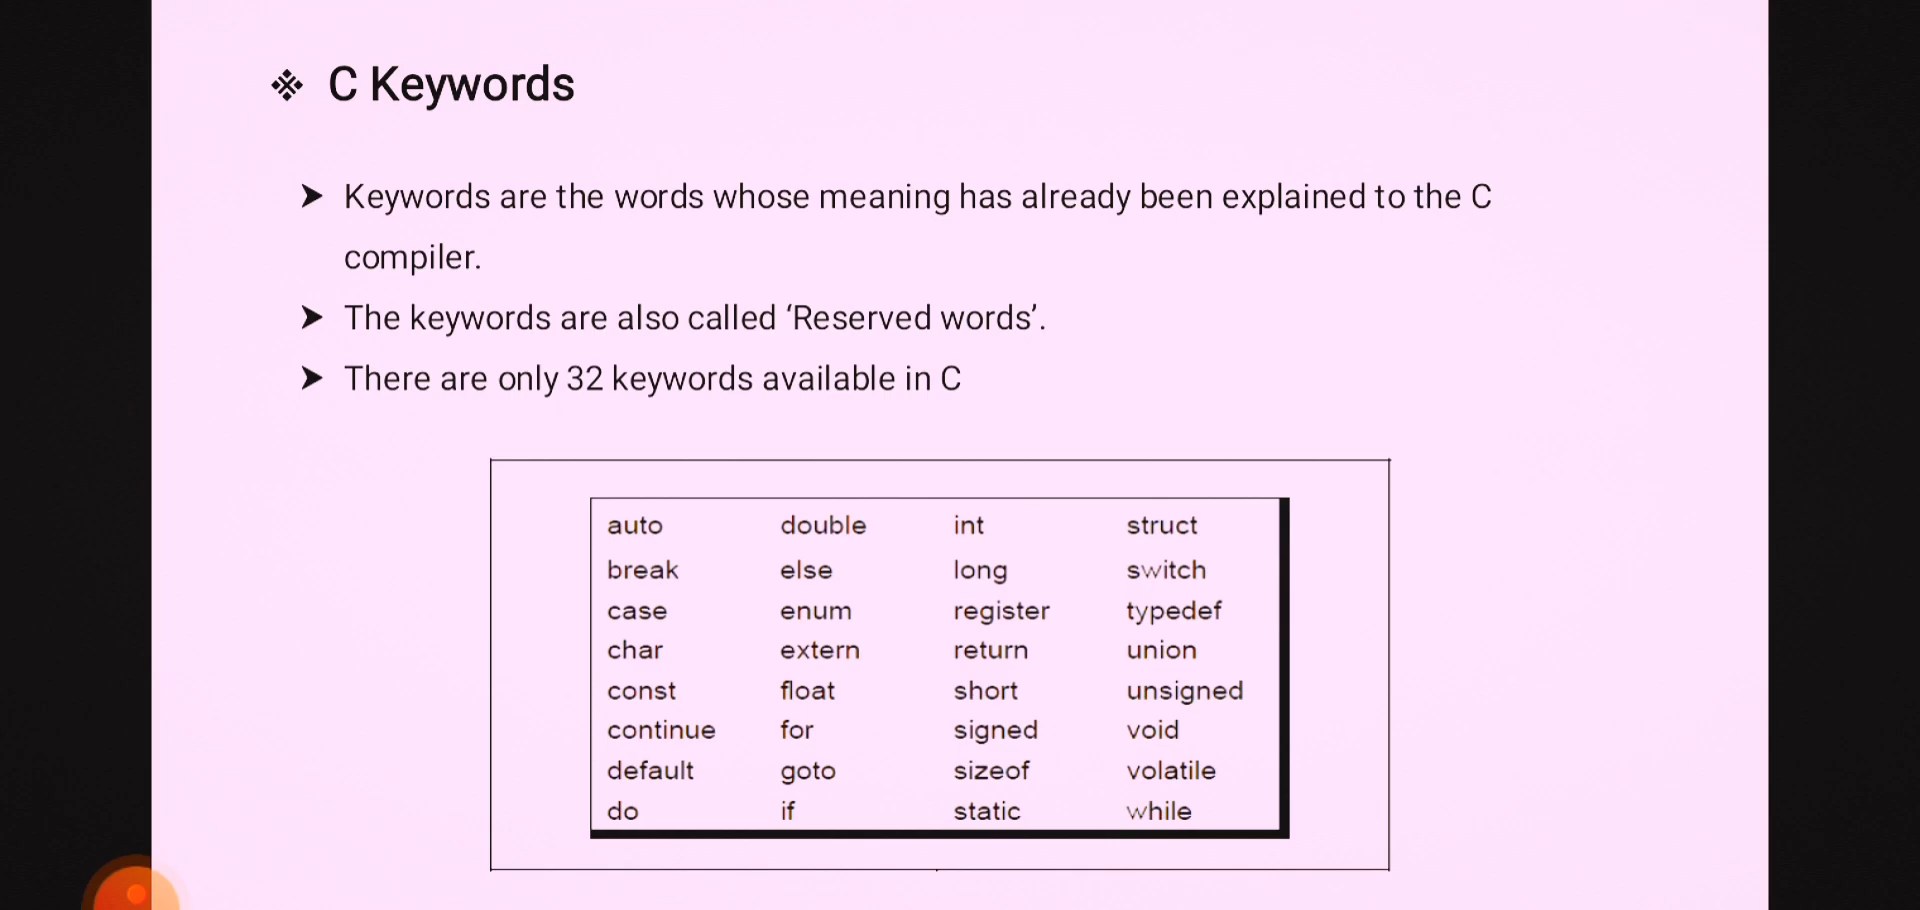 ❖ C Keywords
➤ Keywords are the words whose meaning has already been explained to the C
compiler.
➤ The keywords are also called ‘Reserved words’.
➤ There are only 32 keywords available in C
auto double int struct
break else long switch
case enum register typedef
char extern return union
const float short unsigned
continue for signed void
default goto sizeof volatile
do if static while